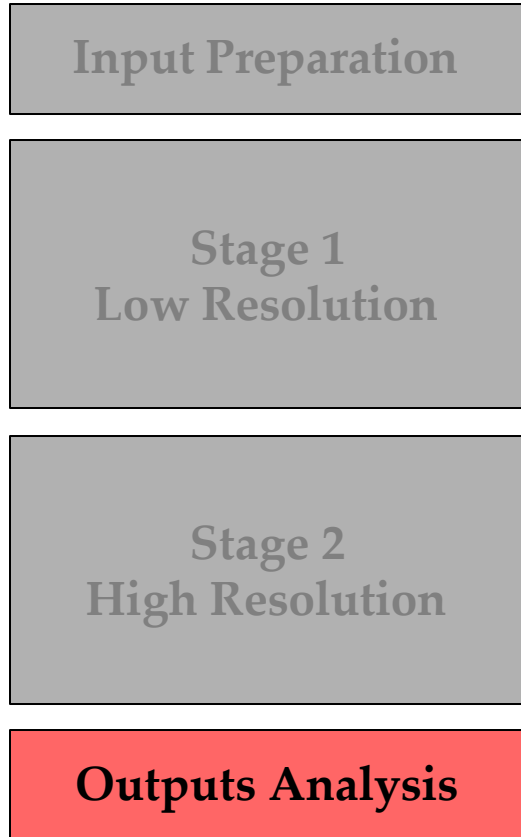 Input Preparation
Stage 1
Low Resolution
Stage 2
High Resolution
Outputs Analysis